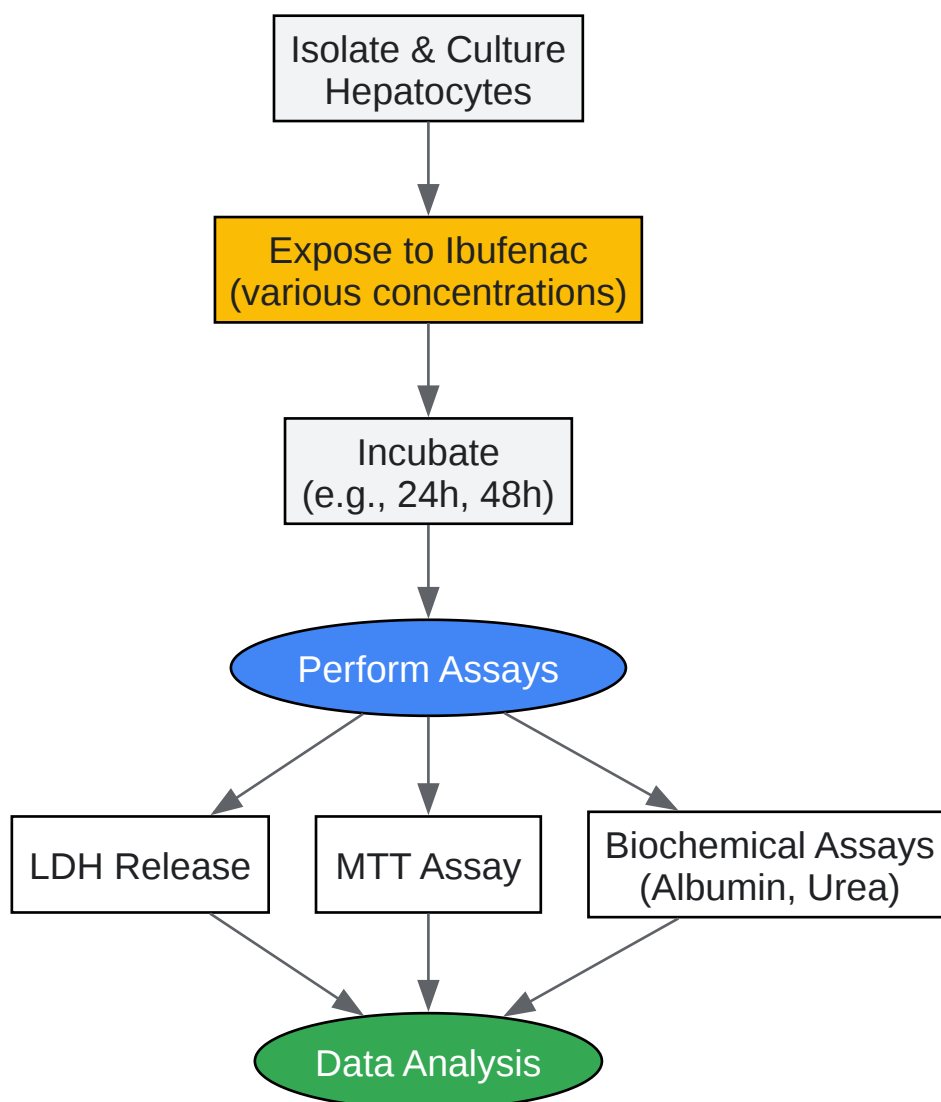 Isolate & Culture
Hepatocytes
Expose to Ibufenac
(various concentrations)
Incubate
(e.g., 24h, 48h)
Perform Assays
LDH Release
MTT Assay
Biochemical Assays
(Albumin, Urea)
Data Analysis